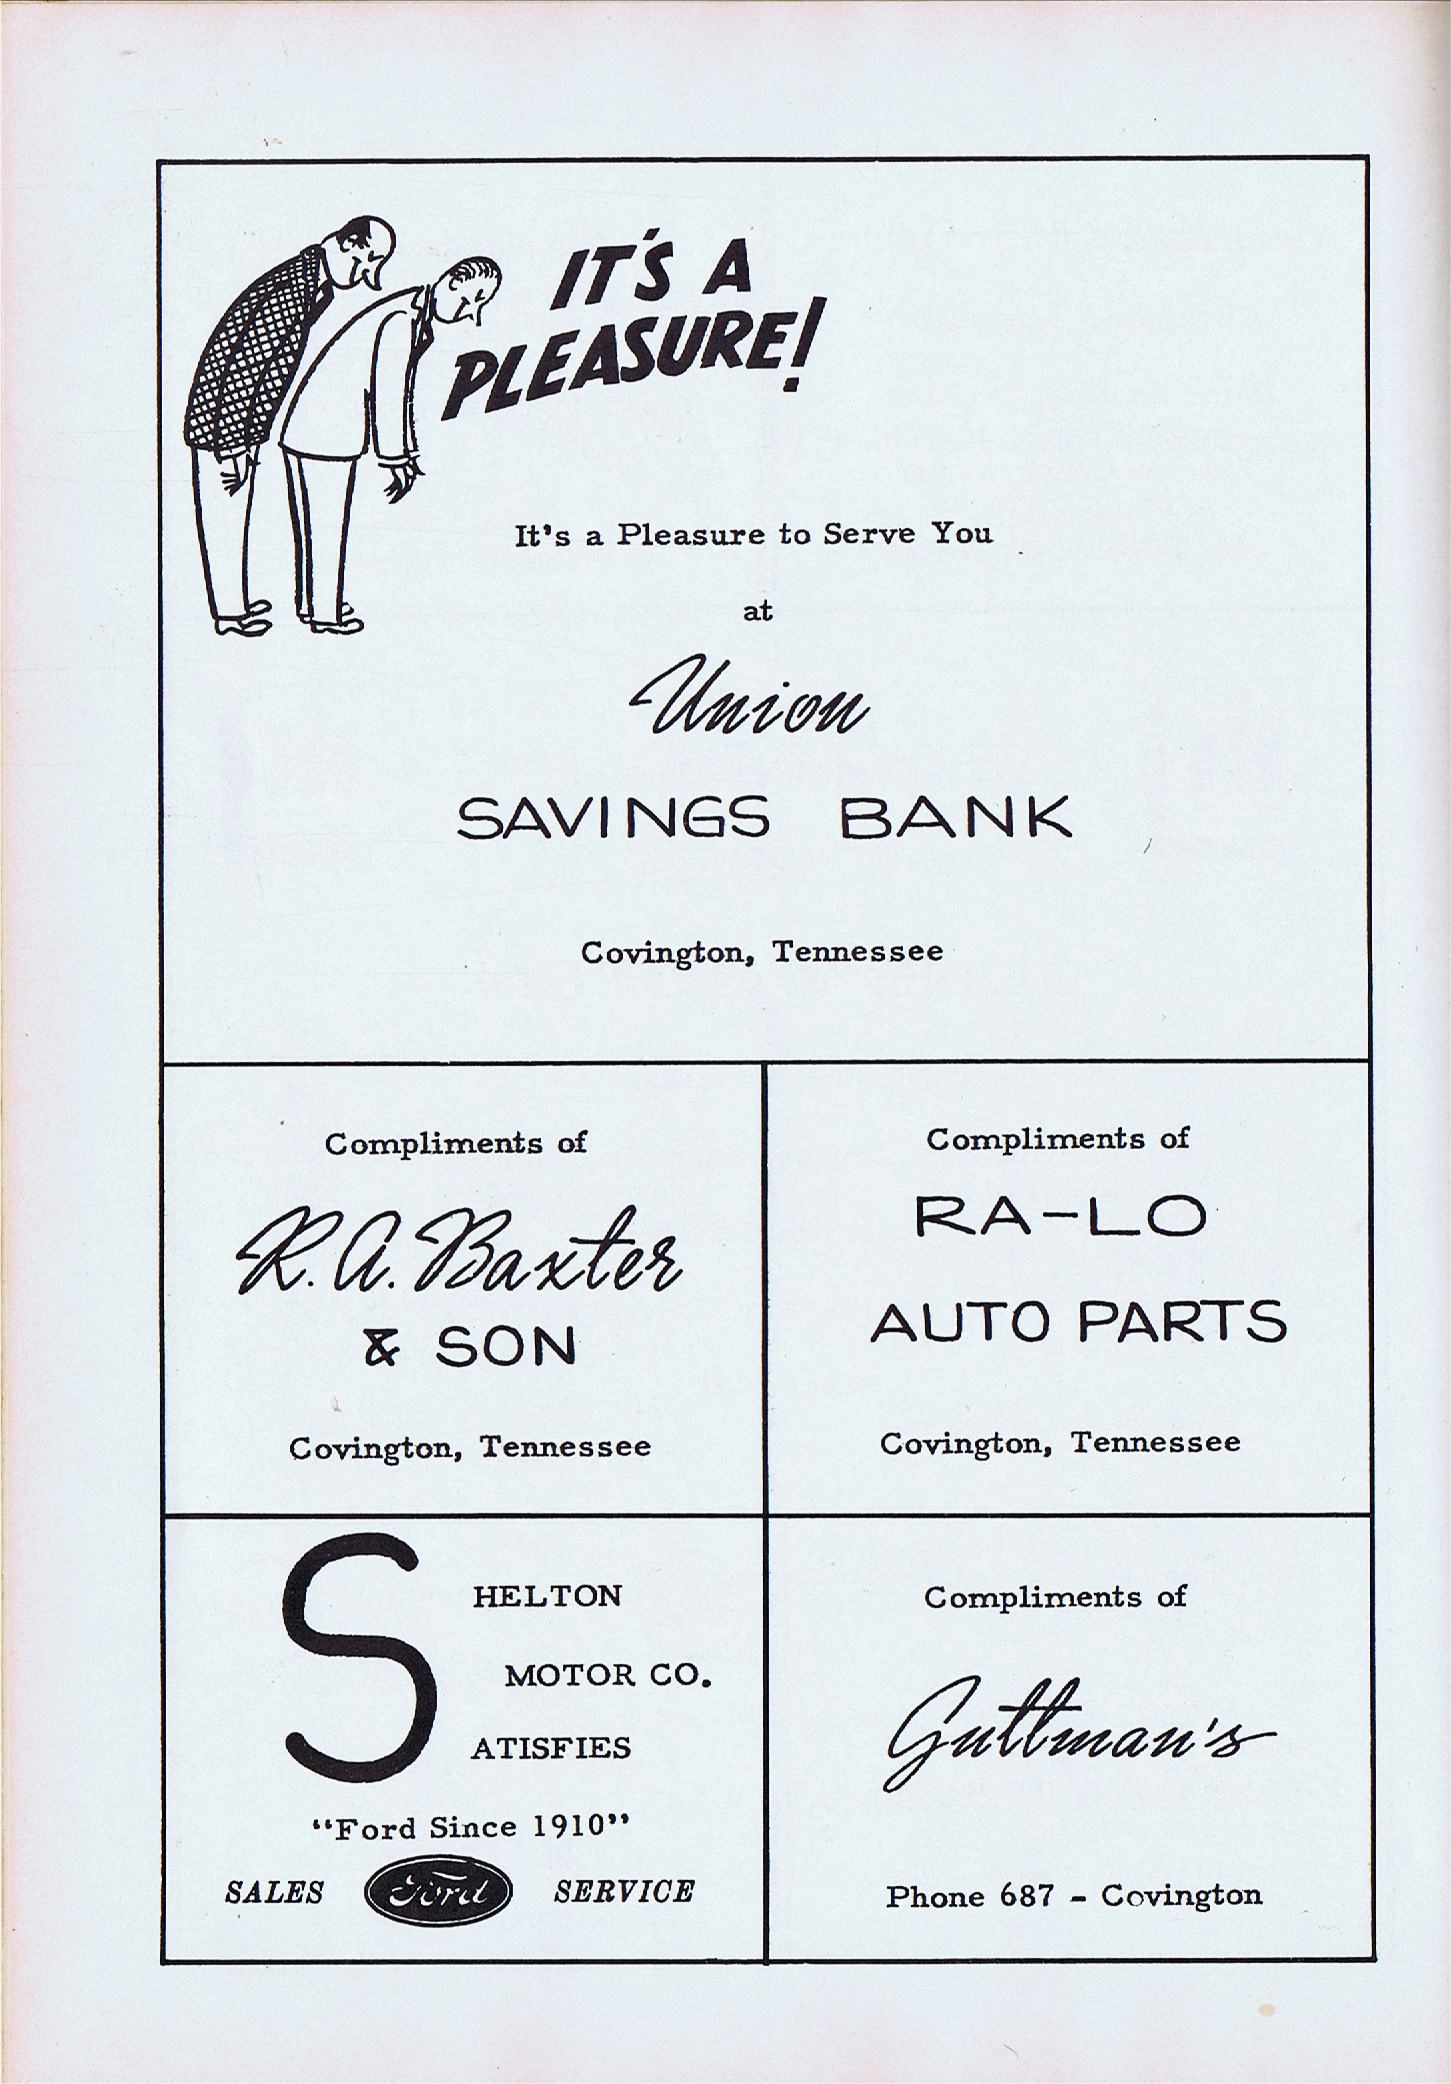 IT'S A
PLEASURE!
It's a Pleasure to Serve You
at
Union
SAVINGS BANK
Covington, Tennessee
Compliments of
R. A. Baxter
& SON
Covington, Tennessee
Compliments of
RA-LO
AUTO PARTS
Covington, Tennessee
SHELTON
MOTOR CO.
SATISFIES
“Ford Since 1910”
SALES Ford SERVICE
Compliments of
Guttman's
Phone 687 - Covington